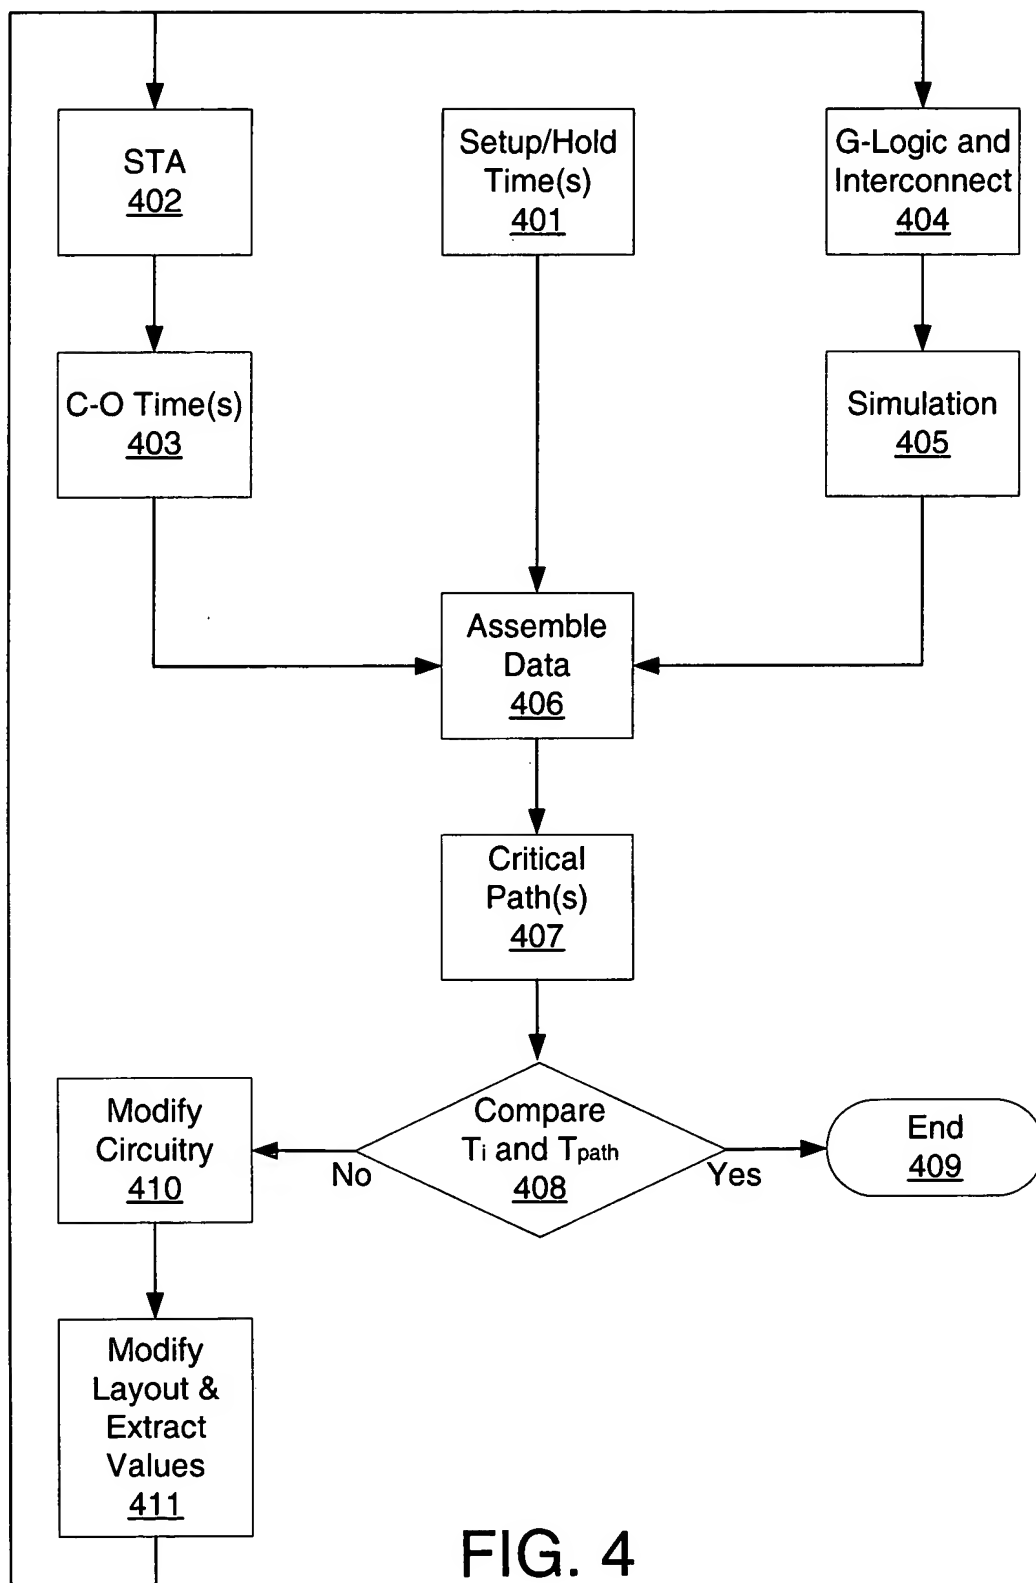 STA
402
Setup/Hold
Time(s)
401
G-Logic and
Interconnect
404
C-O Time(s)
403
Simulation
405
Assemble
Data
406
Critical
Path(s)
407
Modify
Circuitry
410
Compare
Ti and Tpath
408
No
Yes
End
409
Modify
Layout &
Extract
Values
411
FIG. 4